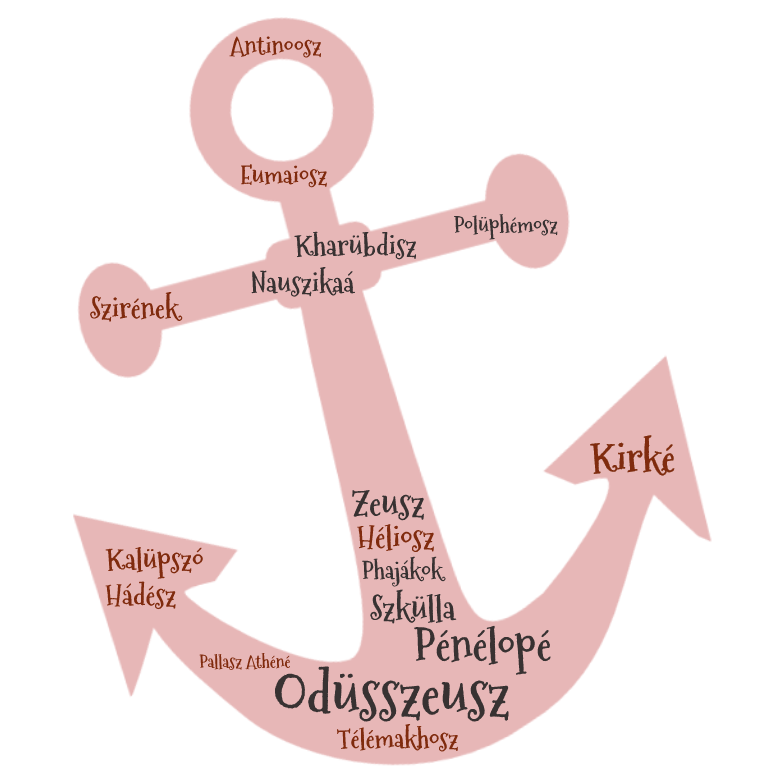 Antinoosz
Eumaiosz
Polüphémosz
Kharübdisz
Nauszikaá
Szirének
Kirké
Zeusz
Héliosz
Kalüpszó
Phajákok
Hádész
Szkülla
Pénélopé
Pallasz Athéné
Odüsszeusz
Télémakhosz